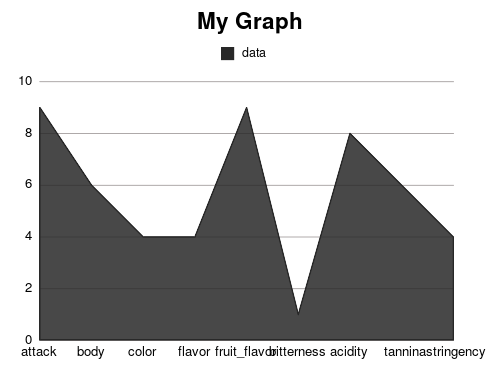 My Graph
data
10
8
6
4
2
0
attack body color flavor fruit_flavor bitterness acidity tannin astringency